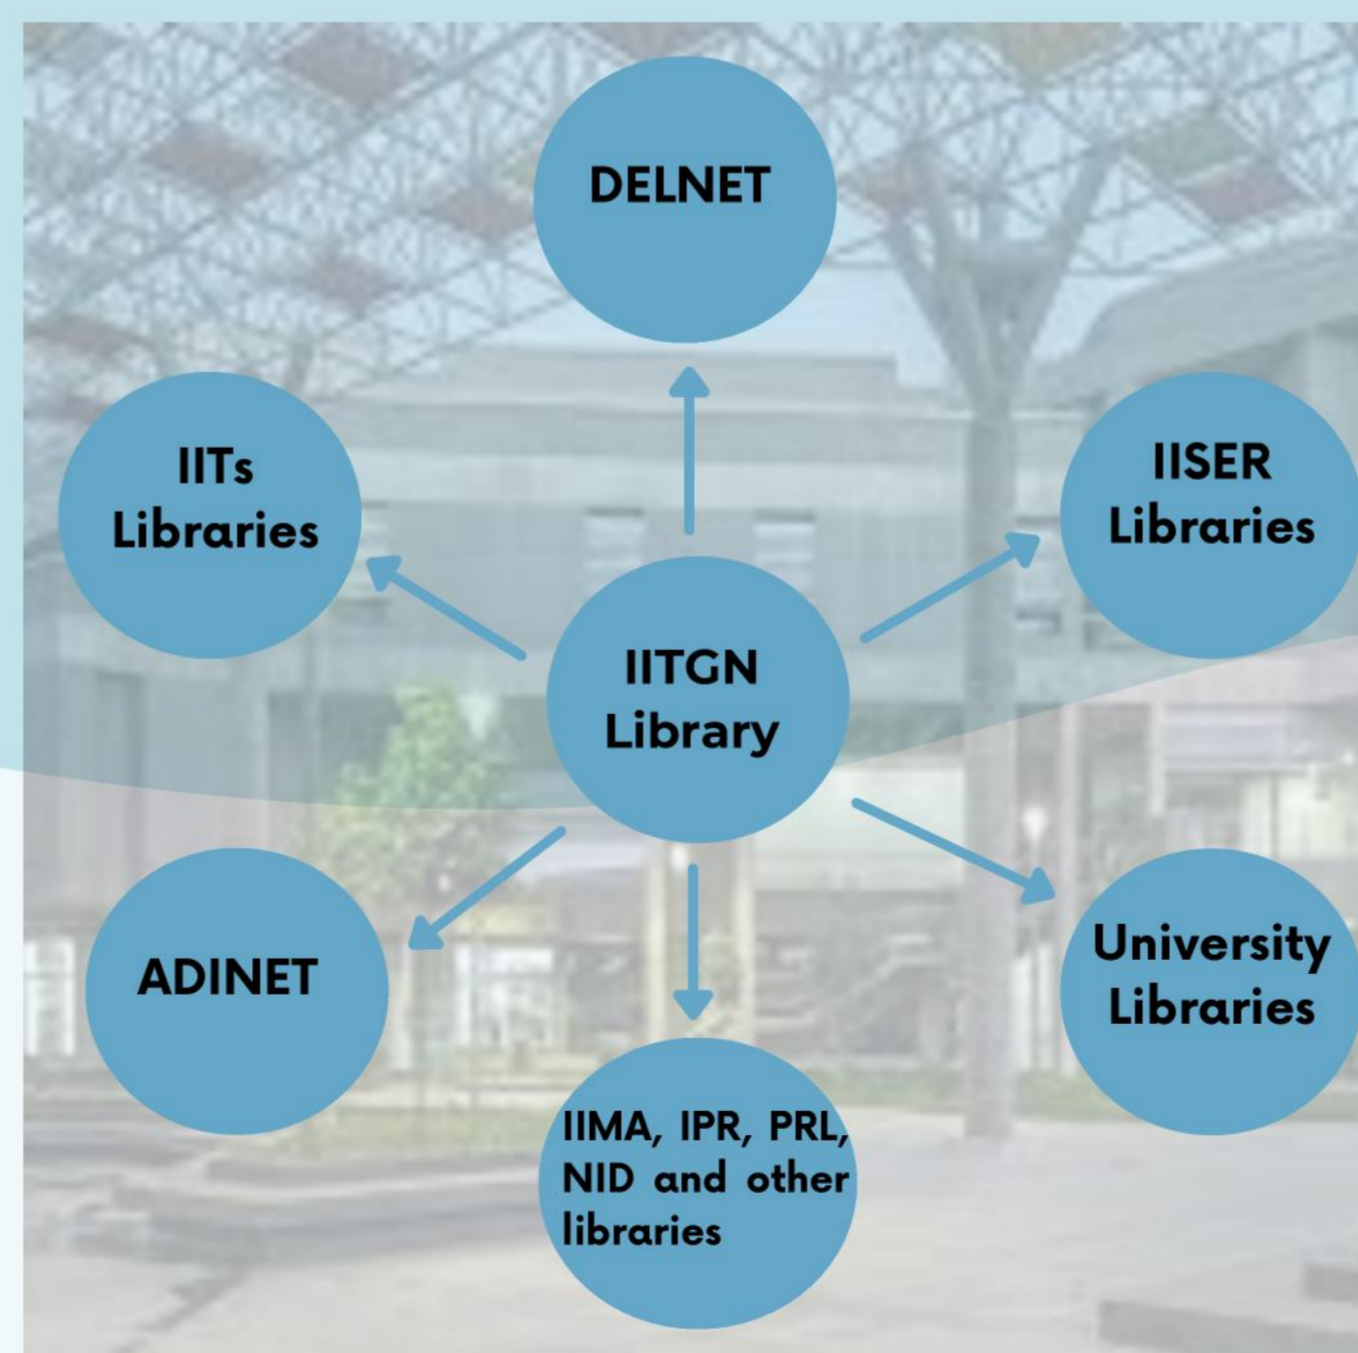 DELNET
IITs
Libraries
IISER
Libraries
IITGN
Library
ADINET
University
Libraries
IIMA, IPR, PRL,
NID and other
libraries